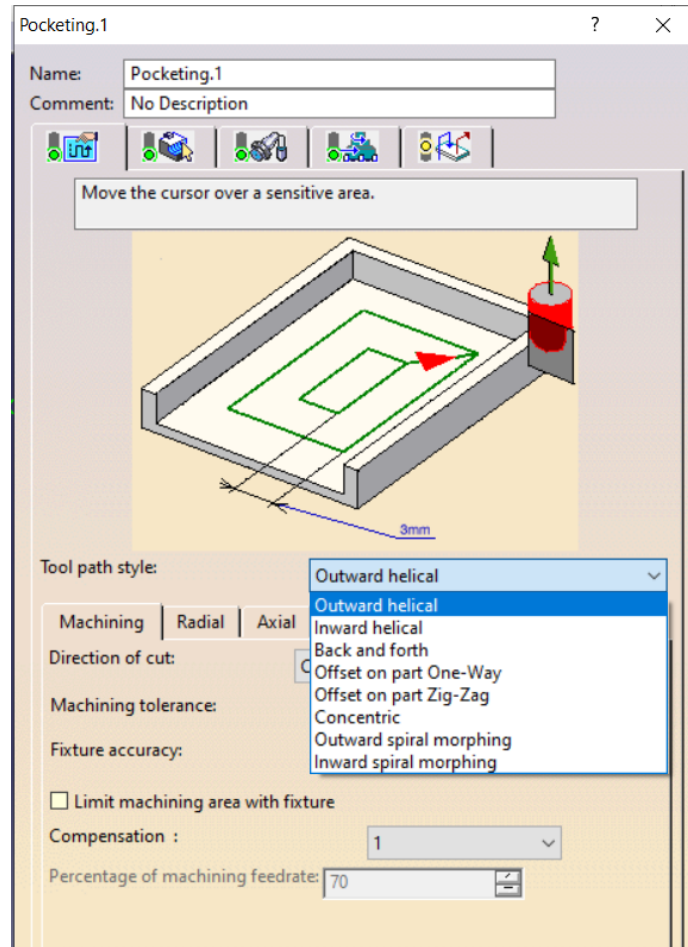 Pocketing.1
Name: Pocketing.1
Comment: No Description
Move the cursor over a sensitive area.
3mm
Tool path style: Outward helical
Outward helical
Inward helical
Back and forth
Offset on part One-Way
Offset on part Zig-Zag
Concentric
Outward spiral morphing
Inward spiral morphing
Machining Radial Axial
Direction of cut:
Machining tolerance:
Fixture accuracy:
Limit machining area with fixture
Compensation : 1
Percentage of machining feedrate: 70